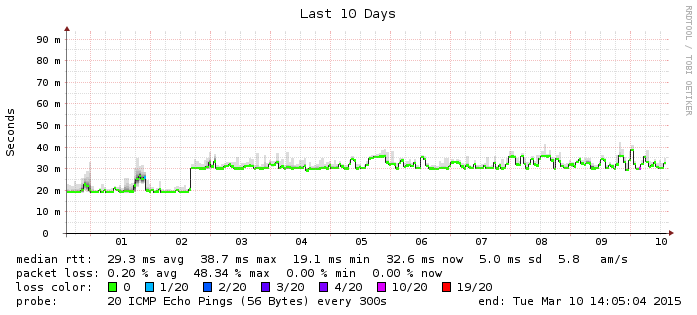 Last 10 Days
RRDTOOL / TOBI OETIKER
Seconds
90 m
80 m
70 m
60 m
50 m
40 m
30 m
20 m
10 m
0
01 02 03 04 05 06 07 08 09 10
median rtt: 29.3 ms avg 38.7 ms max 19.1 ms min 32.6 ms now 5.0 ms sd 5.8 am/s
packet loss: 0.20 % avg 48.34 % max 0.00 % min 0.00 % now
loss color: 0 1/20 2/20 3/20 4/20 10/20 19/20
probe: 20 ICMP Echo Pings (56 Bytes) every 300s end: Tue Mar 10 14:05:04 2015